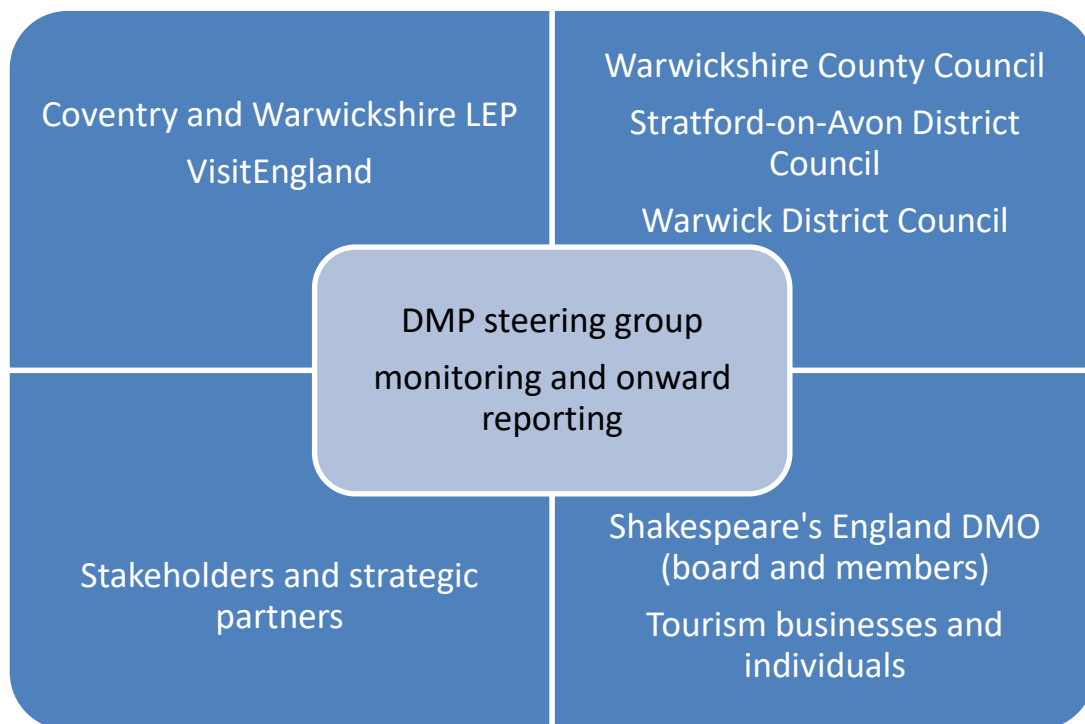 Coventry and Warwickshire LEP
VisitEngland
Warwickshire County Council
Stratford-on-Avon District
Council
Warwick District Council
DMP steering group
monitoring and onward
reporting
Stakeholders and strategic
partners
Shakespeare's England DMO
(board and members)
Tourism businesses and
individuals